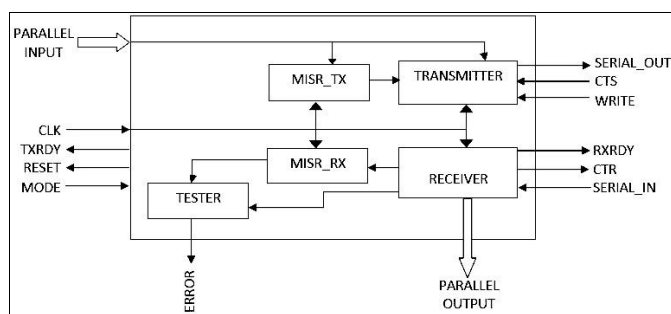 PARALLEL
INPUT
MISR_TX
TRANSMITTER
SERIAL_OUT
CTS
WRITE
CLK
TXRDY
RESET
MODE
MISR_RX
TESTER
RECEIVER
RXRDY
CTR
SERIAL_IN
ERROR
PARALLEL
OUTPUT